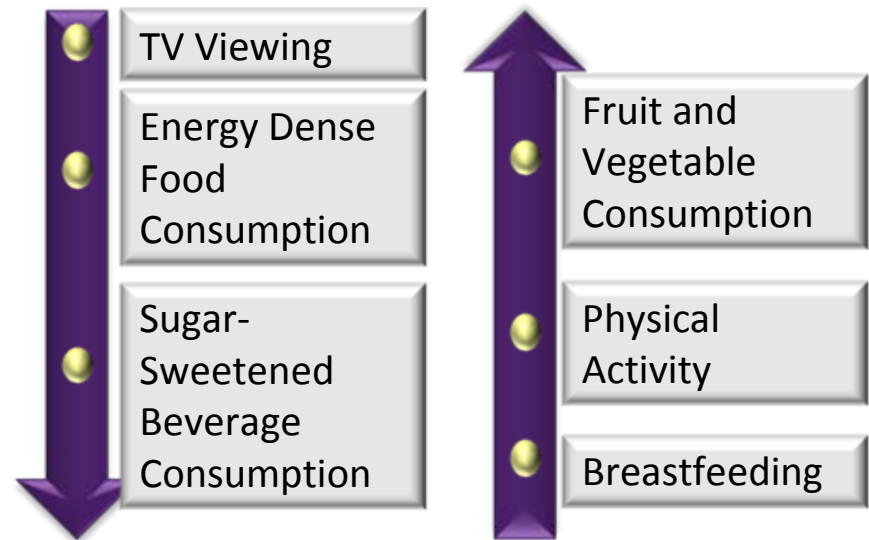 TV Viewing
Energy Dense
Food
Consumption
Sugar-
Sweetened
Beverage
Consumption
Fruit and
Vegetable
Consumption
Physical
Activity
Breastfeeding